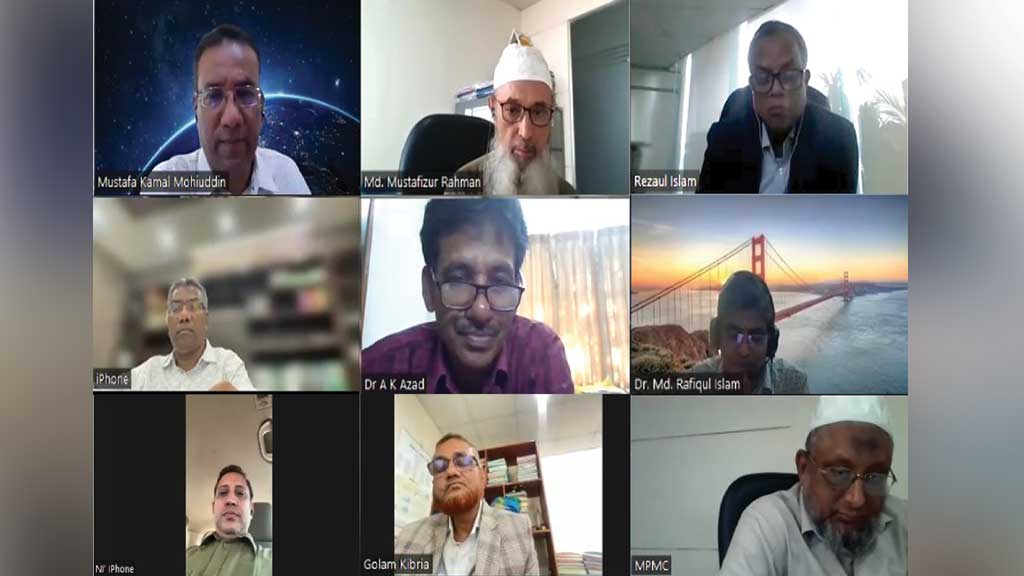 Mustafa Kamal Mohiuddin
Md. Mustafizur Rahman
Rezaul Islam
iPhone
Dr A K Azad
Dr. Md. Rafiqul Islam
NI' iPhone
Golam Kibria
MPMC